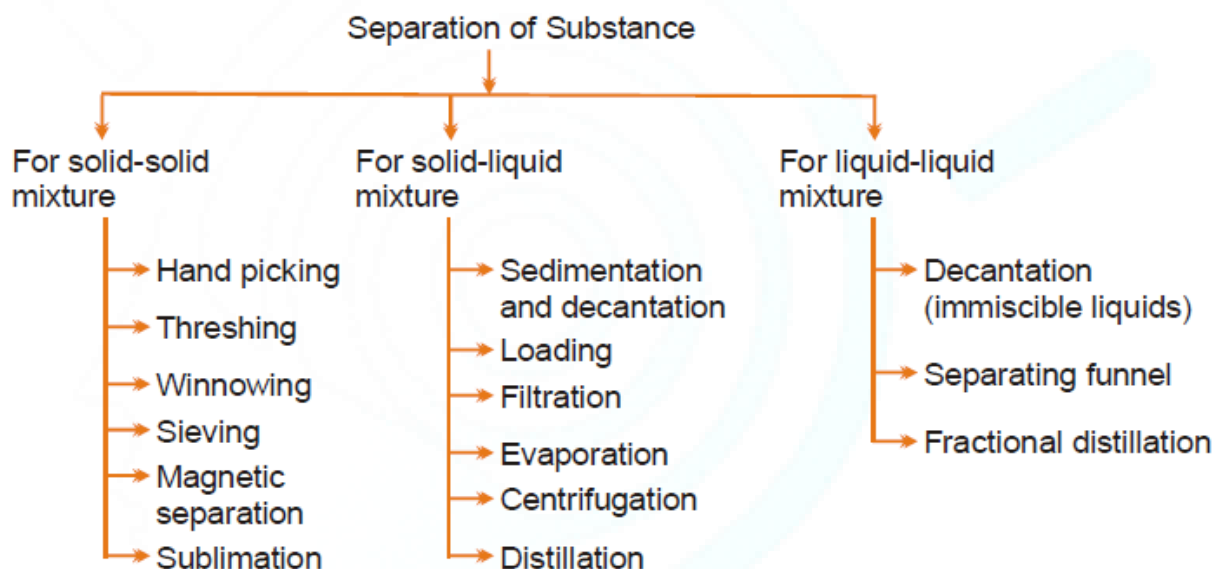 Separation of Substance
For solid-solid
mixture
Hand picking
Threshing
Winnowing
Sieving
Magnetic
separation
Sublimation
For solid-liquid
mixture
Sedimentation
and decantation
Loading
Filtration
Evaporation
Centrifugation
Distillation
For liquid-liquid
mixture
Decantation
(immiscible liquids)
Separating funnel
Fractional distillation